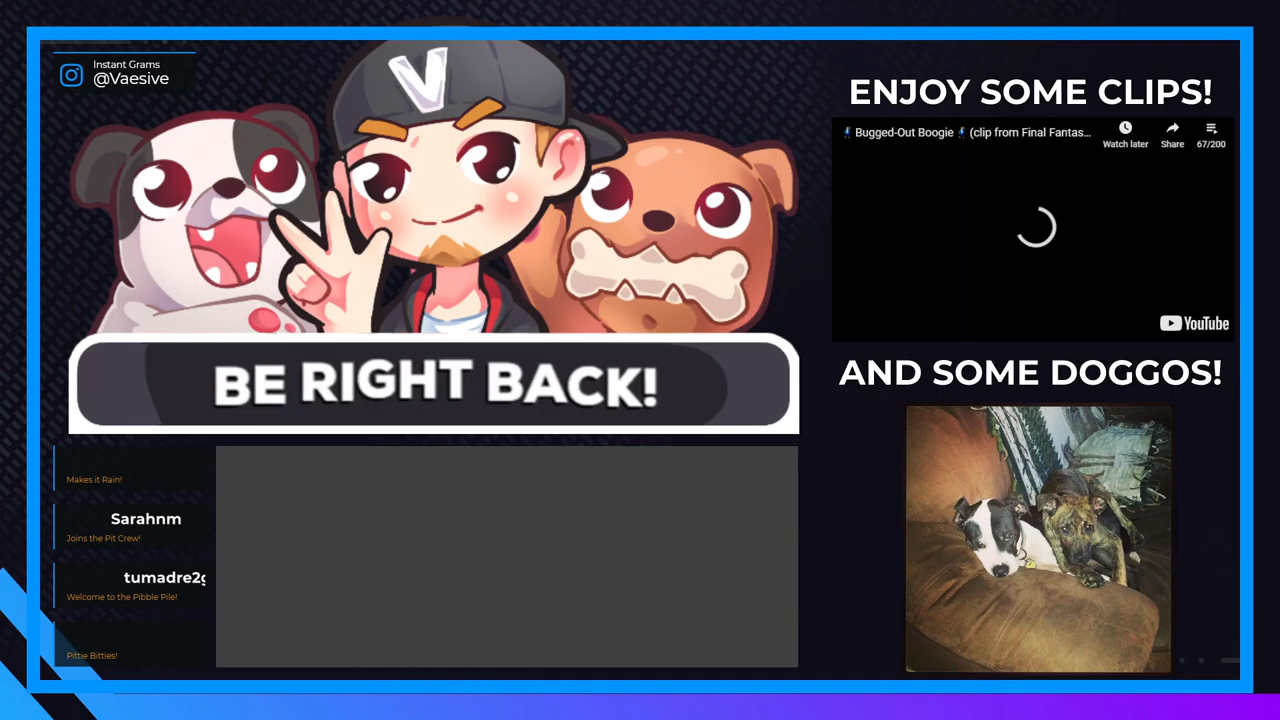 Instant Grams
@Vaesive
V
BE RIGHT BACK!
Makes it Rain!
Sarahnm
Joins the Pit Crew!
tumadre2g
Welcome to the Pibble Pile!
Pittie Bitties!
ENJOY SOME CLIPS!
Bugged-Out Boogie (clip from Final Fantas...
Watch later
Share
67/200
YouTube
AND SOME DOGGOS!